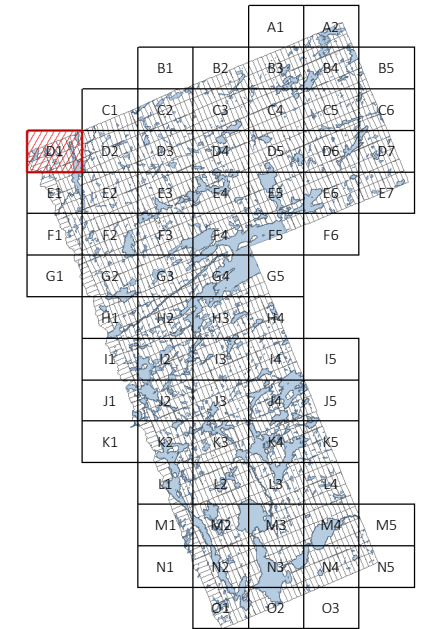 A1 A2
B1 B2 B3 B4 B5
C1 C2 C3 C4 C5 C6
D1 D2 D3 D4 D5 D6 D7
E1 E2 E3 E4 E5 E6 E7
F1 F2 F3 F4 F5 F6
G1 G2 G3 G4 G5
H1 H2 H3 H4
I1 I2 I3 I4 I5
J1 J2 J3 J4 J5
K1 K2 K3 K4 K5
L1 L2 L3 L4
M1 M2 M3 M4 M5
N1 N2 N3 N4 N5
O1 O2 O3